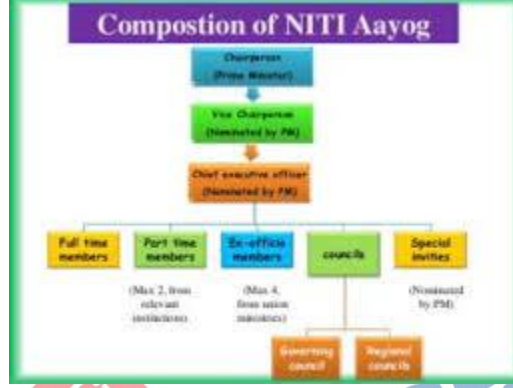 Compostion of NITI Aayog
Chairperson
(Prime Minister)
Vice Chairperson
(Nominated by PM)
Chief executive officer
(Nominated by PM)
Full time
members
Part time
members
Ex-officio
members
councils
Special
invities
(Max 2, from
relevant
institutions)
(Max 4,
from union
ministries)
(Nominated
by PM)
Governing
council
Regional
councils